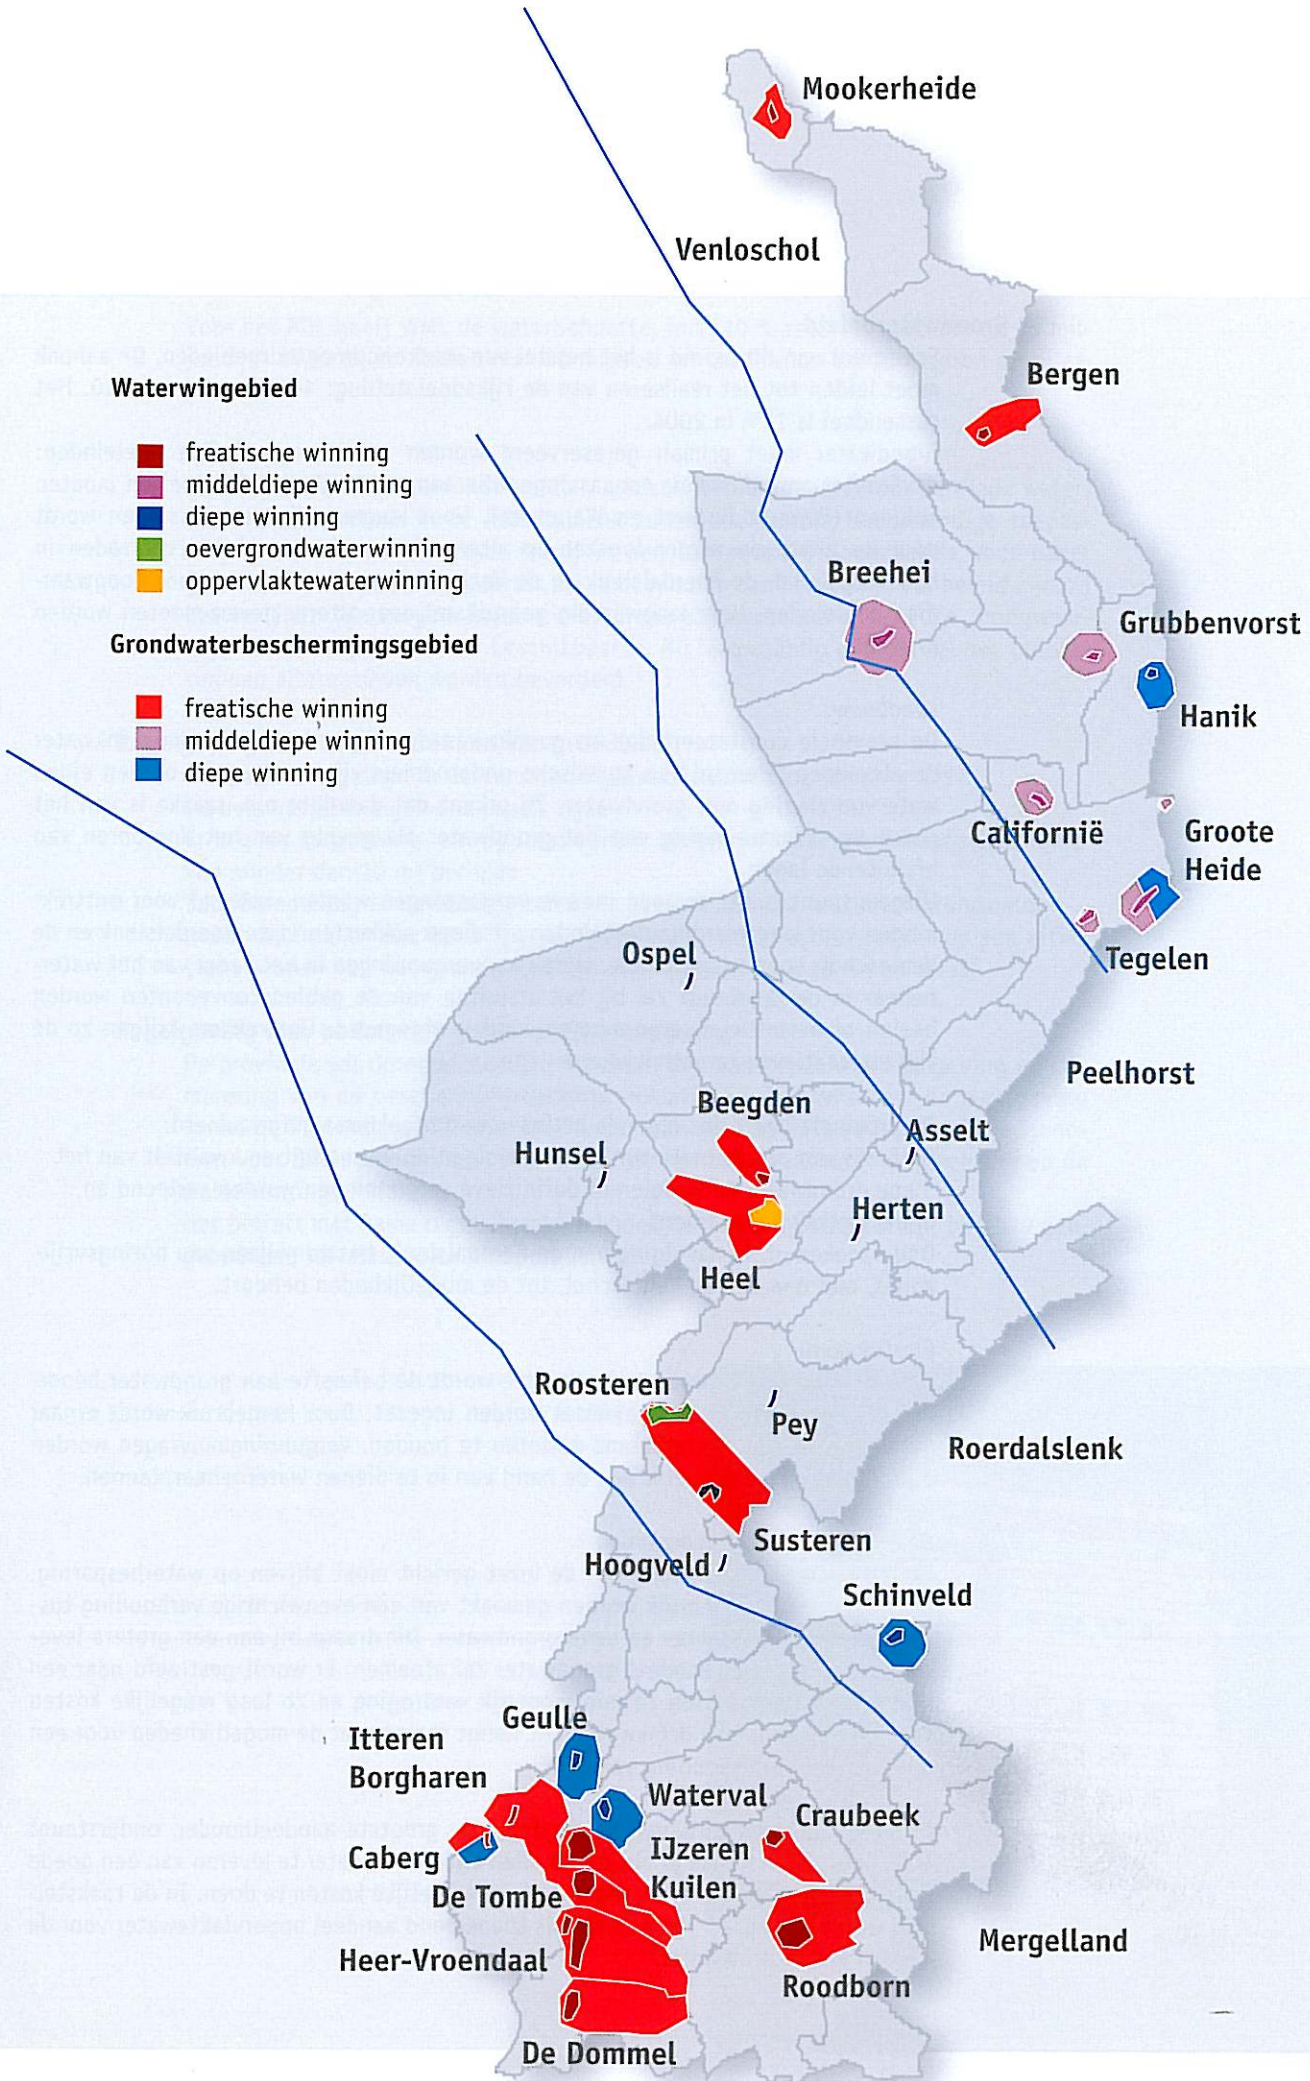 Mookerheide
Venloschol
Bergen
Waterwingebied
freatische winning
middeldiepe winning
diepe winning
oevergrondwaterwinning
oppervlaktewaterwinning
Grondwaterbeschermingsgebied
freatische winning
middeldiepe winning
diepe winning
Breehei
Grubbenvorst
Hanik
Californië
Groote
Heide
Tegelen
Ospel
Peelhorst
Beegden
Asselt
Hunsel
Herten
Heel
Roosteren
Pey
Roerdalslenk
Susteren
Hoogveld
Schinveld
Geulle
Itteren
Borgharen
Waterval
Craubeek
IJzeren
Kuilen
Caberg
De Tombe
Heer-Vroendaal
Mergelland
Roodborn
De Dommel